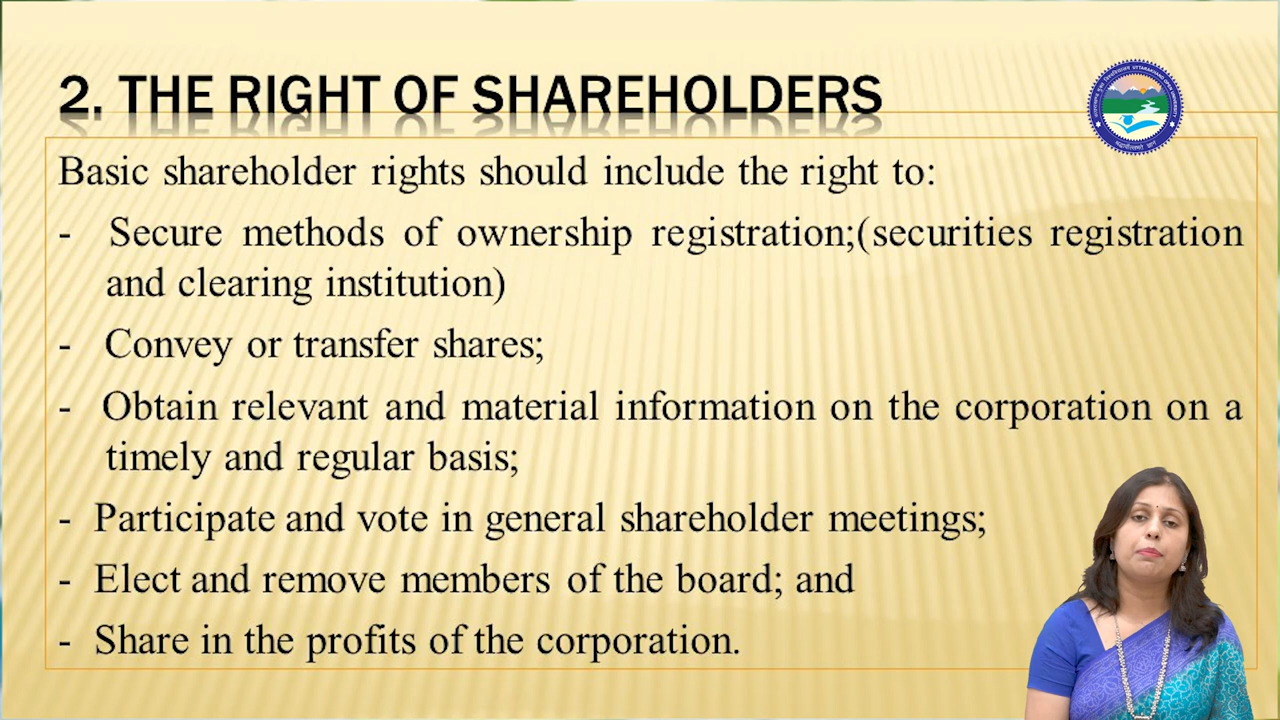 2. THE RIGHT OF SHAREHOLDERS
Basic shareholder rights should include the right to:
- Secure methods of ownership registration;(securities registration
and clearing institution)
- Convey or transfer shares;
- Obtain relevant and material information on the corporation on a
timely and regular basis;
- Participate and vote in general shareholder meetings;
- Elect and remove members of the board; and
- Share in the profits of the corporation.